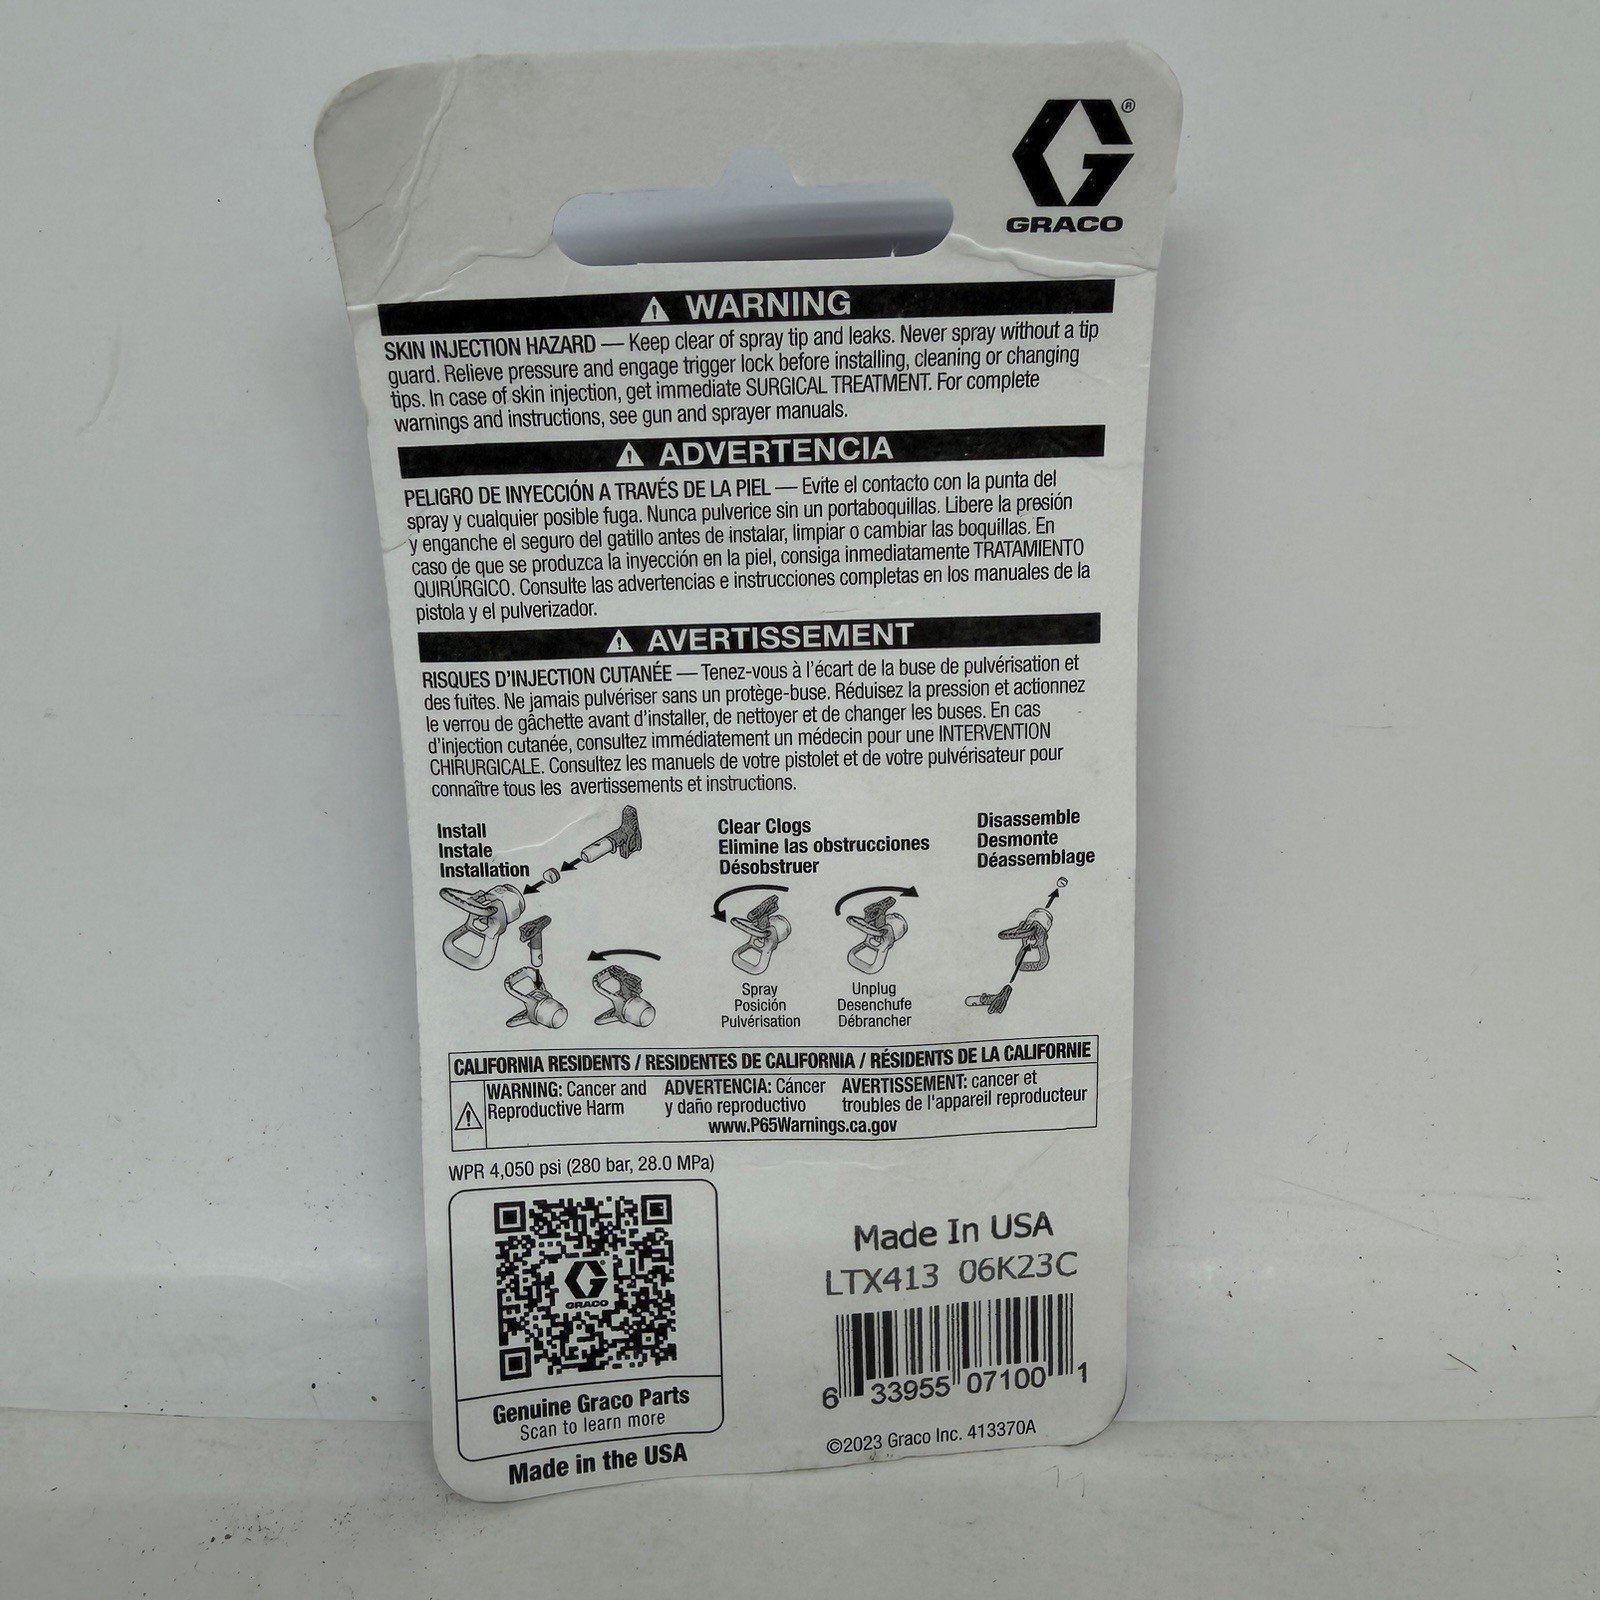 ®
GRACO
WARNING
SKIN INJECTION HAZARD — Keep clear of spray tip and leaks. Never spray without a tip
guard. Relieve pressure and engage trigger lock before installing, cleaning or changing
tips. In case of skin injection, get immediate SURGICAL TREATMENT. For complete
warnings and instructions, see gun and sprayer manuals.
ADVERTENCIA
PELIGRO DE INYECCIÓN A TRAVÉS DE LA PIEL — Evite el contacto con la punta del
spray y cualquier posible fuga. Nunca pulverice sin un portaboquillas. Libere la presión
y enganche el seguro del gatillo antes de instalar, limpiar o cambiar las boquillas. En
caso de que se produzca la inyección en la piel, consiga inmediatamente TRATAMIENTO
QUIRÚRGICO. Consulte las advertencias e instrucciones completas en los manuales de la
pistola y el pulverizador.
AVERTISSEMENT
RISQUES D'INJECTION CUTANÉE — Tenez-vous à l'écart de la buse de pulvérisation et
des fuites. Ne jamais pulvériser sans un protège-buse. Réduisez la pression et actionnez
le verrou de gâchette avant d'installer, de nettoyer et de changer les buses. En cas
d'injection cutanée, consultez immédiatement un médecin pour une INTERVENTION
CHIRURGICALE. Consultez les manuels de votre pistolet et de votre pulvérisateur pour
connaître tous les avertissements et instructions.
Install
Instale
Installation
Clear Clogs
Elimine las obstrucciones
Désobstruer
Spray
Posición
Pulvérisation
Unplug
Desenchufe
Débrancher
Disassemble
Desmonte
Déassemblage
CALIFORNIA RESIDENTS / RESIDENTES DE CALIFORNIA / RÉSIDENTS DE LA CALIFORNIE
WARNING: Cancer and
Reproductive Harm
ADVERTENCIA: Cáncer
y daño reproductivo
AVERTISSEMENT: cancer et
troubles de l'appareil reproducteur
www.P65Warnings.ca.gov
WPR 4,050 psi (280 bar, 28.0 MPa)
GRACO
Genuine Graco Parts
Scan to learn more
Made in the USA
Made In USA
LTX413 06K23C
6 33955 07100 1
©2023 Graco Inc. 413370A